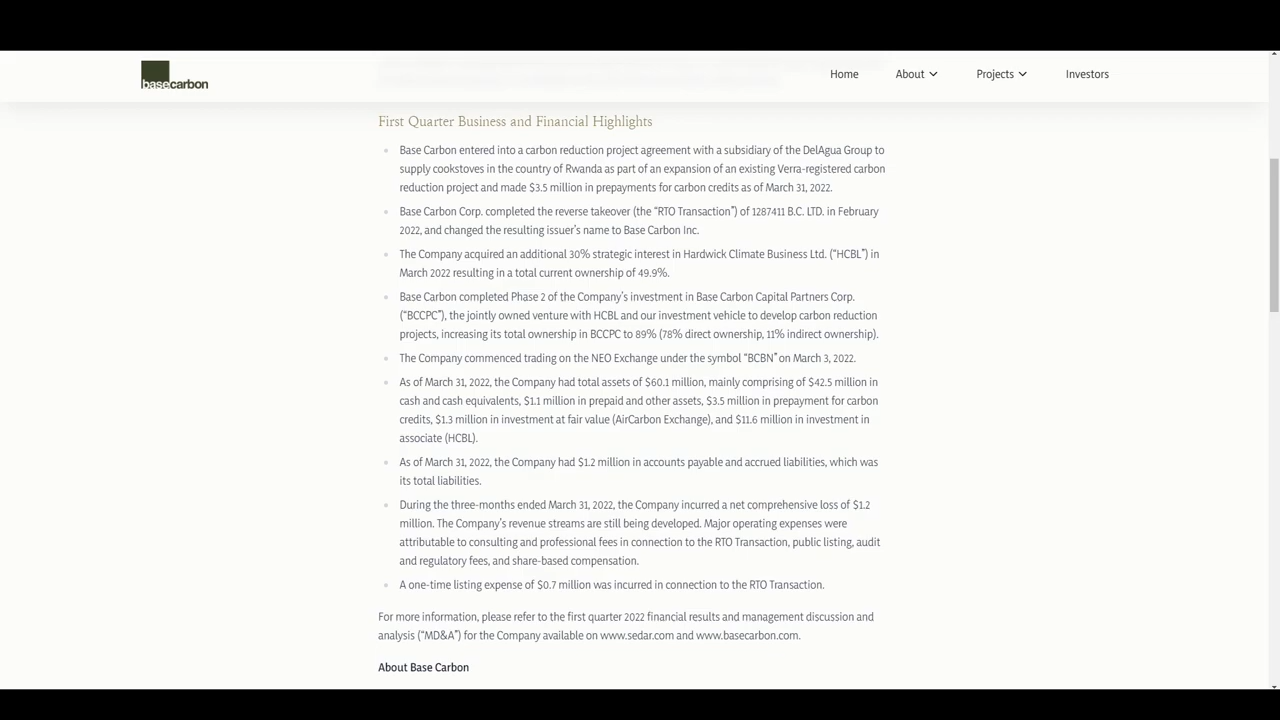 basecarbon
Home
About
Projects
Investors
First Quarter Business and Financial Highlights
Base Carbon entered into a carbon reduction project agreement with a subsidiary of the DelAgua Group to
supply cookstoves in the country of Rwanda as part of an expansion of an existing Verra-registered carbon
reduction project and made $3.5 million in prepayments for carbon credits as of March 31, 2022.
Base Carbon Corp. completed the reverse takeover (the “RTO Transaction”) of 1287411 B.C. LTD. in February
2022, and changed the resulting issuer’s name to Base Carbon Inc.
The Company acquired an additional 30% strategic interest in Hardwick Climate Business Ltd. (“HCBL”) in
March 2022 resulting in a total current ownership of 49.9%.
Base Carbon completed Phase 2 of the Company’s investment in Base Carbon Capital Partners Corp.
(“BCCPC”), the jointly owned venture with HCBL and our investment vehicle to develop carbon reduction
projects, increasing its total ownership in BCCPC to 89% (78% direct ownership, 11% indirect ownership).
The Company commenced trading on the NEO Exchange under the symbol “BCBN” on March 3, 2022.
As of March 31, 2022, the Company had total assets of $60.1 million, mainly comprising of $42.5 million in
cash and cash equivalents, $1.1 million in prepaid and other assets, $3.5 million in prepayment for carbon
credits, $1.3 million in investment at fair value (AirCarbon Exchange), and $11.6 million in investment in
associate (HCBL).
As of March 31, 2022, the Company had $1.2 million in accounts payable and accrued liabilities, which was
its total liabilities.
During the three-months ended March 31, 2022, the Company incurred a net comprehensive loss of $1.2
million. The Company’s revenue streams are still being developed. Major operating expenses were
attributable to consulting and professional fees in connection to the RTO Transaction, public listing, audit
and regulatory fees, and share-based compensation.
A one-time listing expense of $0.7 million was incurred in connection to the RTO Transaction.
For more information, please refer to the first quarter 2022 financial results and management discussion and
analysis (“MD&A”) for the Company available on www.sedar.com and www.basecarbon.com.
About Base Carbon